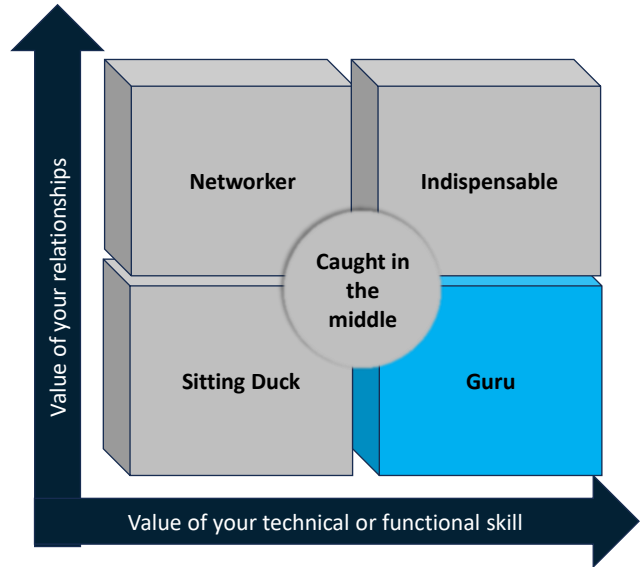 Value of your relationships
Networker
Indispensable
Caught in
the
middle
Sitting Duck
Guru
Value of your technical or functional skill